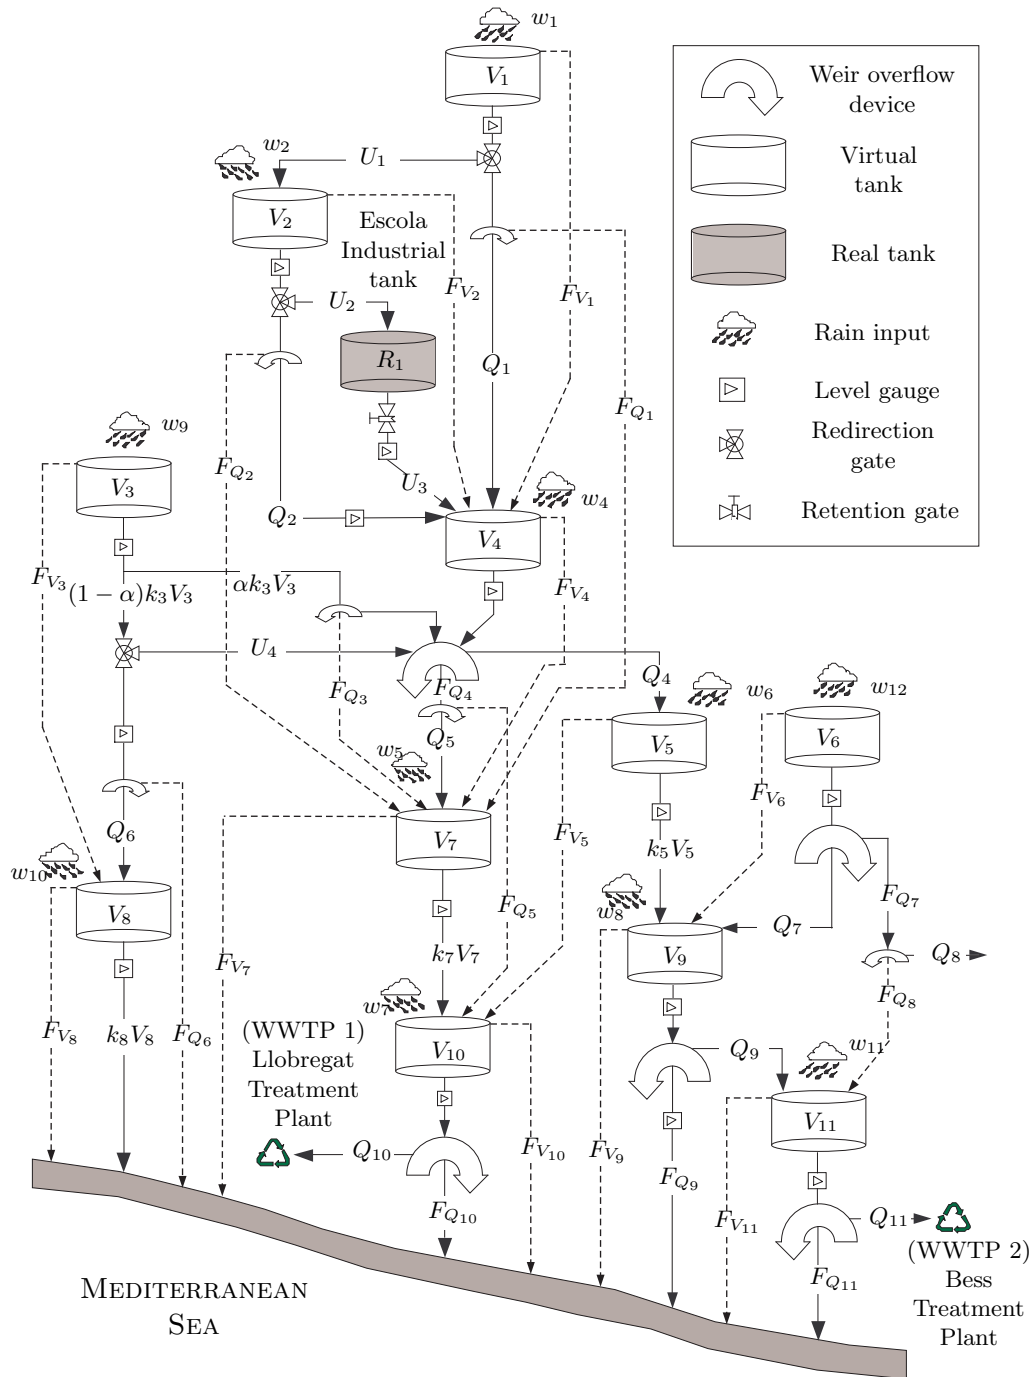 w1
V1
Weir overflow
device
w2
U1
V2
Virtual
tank
Escola
Industrial
tank
Real tank
FV2
FV1
U2
R1
Rain input
Q1
Level gauge
FQ1
w9
Redirection
gate
FQ2
V3
U3
w4
Q2
Retention gate
V4
FV3
(1 − α)k3V3
αk3V3
FV4
U4
FQ3
FQ4
Q4
w6
w12
Q5
V5
V6
w5
FV6
Q6
V7
FV5
k5V5
w10
FQ7
V8
FQ5
w8
Q7
k7V7
V9
Q8
FV7
FQ8
w7
FV8
k8V8
FQ6
(WWTP 1)
Llobregat
Treatment
Plant
V10
Q9
w11
V11
Q10
FV10
FV9
FQ9
FQ10
FV11
Q11
(WWTP 2)
Bess
Treatment
Plant
FQ11
Mediterranean
Sea